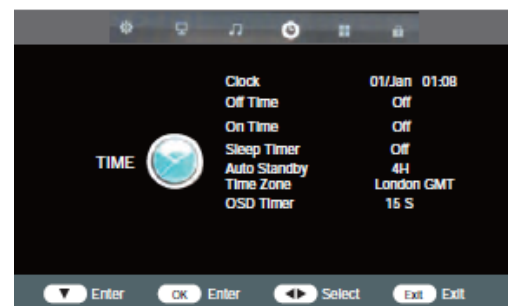 Clock 01/Jan 01:08
Off Time Off
On Time Off
Sleep Timer Off
TIME
Auto Standby 4H
Time Zone London GMT
OSD Timer 15 S
Enter OK Enter Select Exit Exit